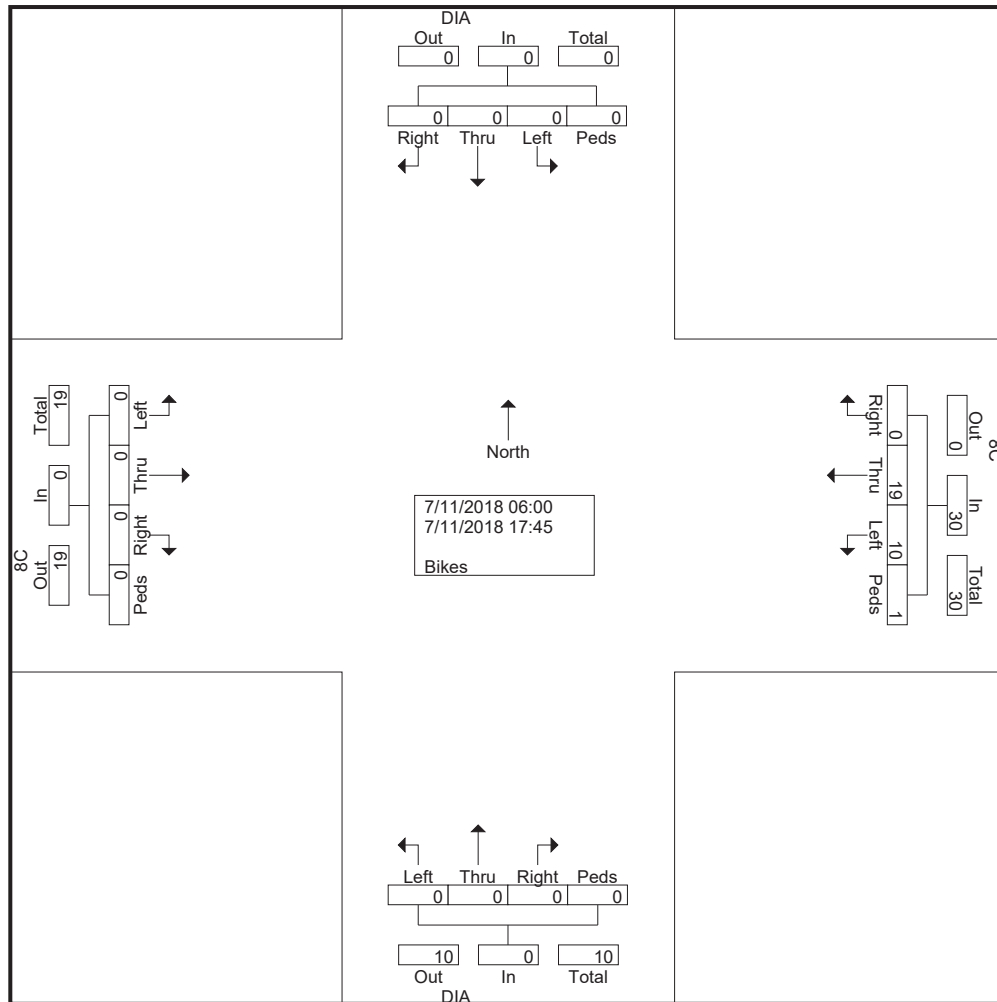 DIA
Out In Total
0 0 0
0 0 0 0
Right Thru Left Peds
8C
Out In Total
19 0 19
0 0 0 0
Peds Right Thru Left
North
7/11/2018 06:00
7/11/2018 17:45
Bikes
8C
Out In Total
0 30 30
0 19 10 1
Right Thru Left Peds
Left Thru Right Peds
0 0 0 0
10 0 10
Out In Total
DIA